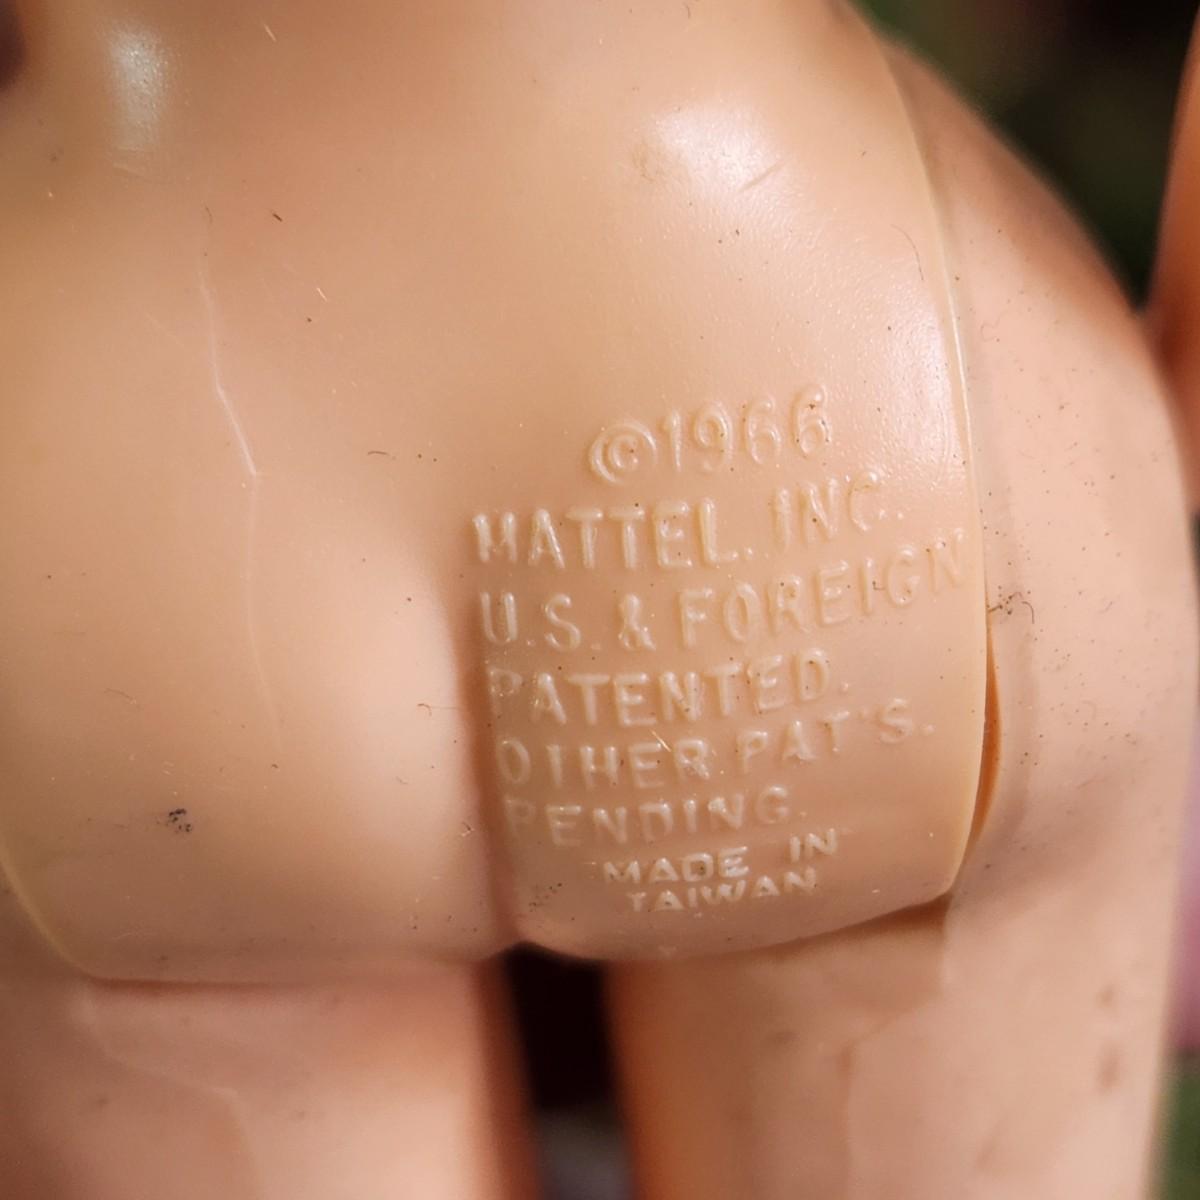 ©1966
MATTEL, INC.
U.S. & FOREIGN
PATENTED.
OTHER PAT'S.
PENDING.
MADE IN
TAIWAN